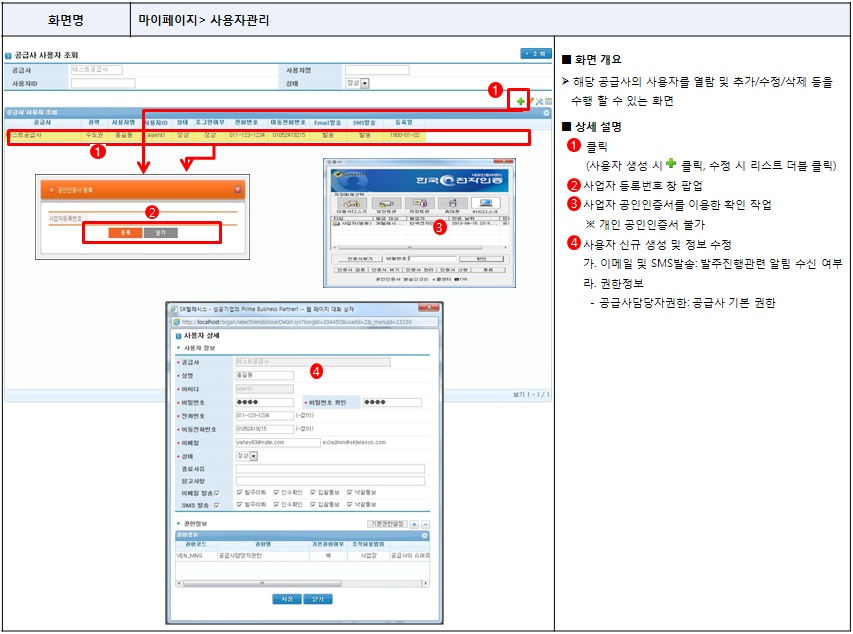 화면명
마이페이지> 사용자관리
공급사 사용자 조회
조 회
공급사
테스트공급사
사용자명
사용자ID
상태
정상
1
공급사 사용자 조회
공급사 권역 사용자명 사용자ID 상태 로그인여부 전화번호 이동전화번호 Email발송 SMS발송 등록일
스트공급사 수도권 홍길동 agent1 정상 정상 011-123-1234 01052419215 발송 발송 1900-01-02
1
공인인증서 등록
2
사업자등록번호
등록
닫기
인증서
한국 전자인증
3
인증서보기
비밀번호
확인
4
SK텔레시스 - 성공기업의 Prime Business Partner! -- 웹 페이지 대화 상자
사용자 상세
사용자 정보
공급사
테스트공급사
성명
홍길동
아이디
agent1
비밀번호
●●●●
비밀번호 확인
●●●●
전화번호
011-123-1234
(-없이)
이동전화번호
01052419215
(-없이)
이메일
상태
정상
종료사유
참고사항
이메일 발송
발주의뢰 인수확인 입찰통보 낙찰통보
SMS 발송
발주의뢰 인수확인 입찰통보 낙찰통보
권한정보
기본권한설정
권한정보
권한코드 권한명 기본권한여부 조직적용범위
VEN_MNG 공급사담당자권한 예 사업장
저장
닫기
보기 1 - 1 / 1
■ 화면 개요
➢ 해당 공급사의 사용자를 열람 및 추가/수정/삭제 등을
수행 할 수 있는 화면
■ 상세 설명
1 클릭
(사용자 생성 시 클릭, 수정 시 리스트 더블 클릭)
2 사업자 등록번호 창 팝업
3 사업자 공인인증서를 이용한 확인 작업
※ 개인 공인인증서 불가
4 사용자 신규 생성 및 정보 수정
가. 이메일 및 SMS발송: 발주진행관련 알림 수신 여부
라. 권한정보
- 공급사담당자권한: 공급사 기본 권한